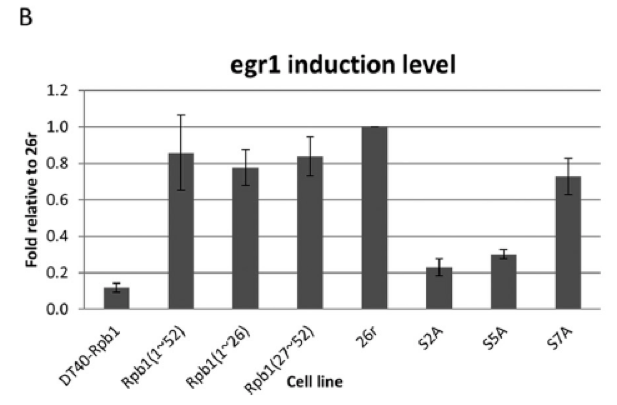 B
egr1 induction level
Fold relative to 26r
1.2
1.0
0.8
0.6
0.4
0.2
0.0
DT40-Rpb1
Rpb1(1~52)
Rpb1(1~26)
Rpb1(27~52)
26r
S2A
S5A
S7A
Cell line